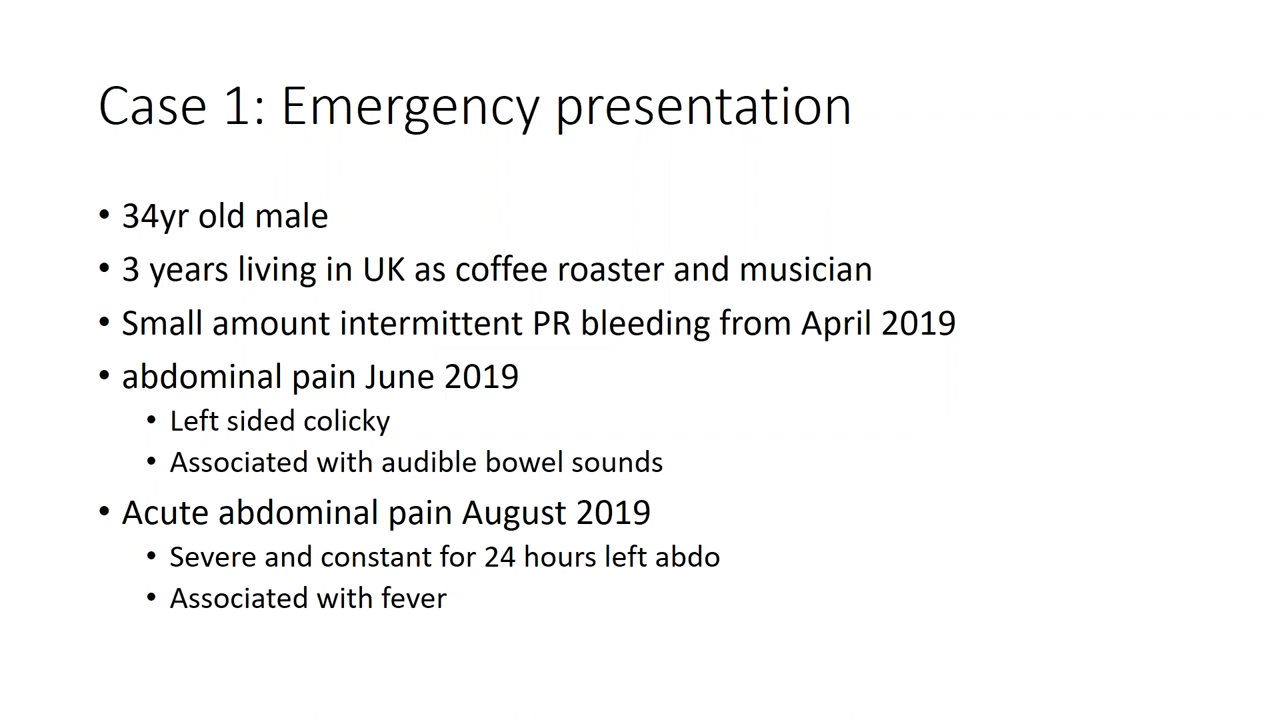 Case 1: Emergency presentation
• 34yr old male
• 3 years living in UK as coffee roaster and musician
• Small amount intermittent PR bleeding from April 2019
• abdominal pain June 2019
• Left sided colicky
• Associated with audible bowel sounds
• Acute abdominal pain August 2019
• Severe and constant for 24 hours left abdo
• Associated with fever